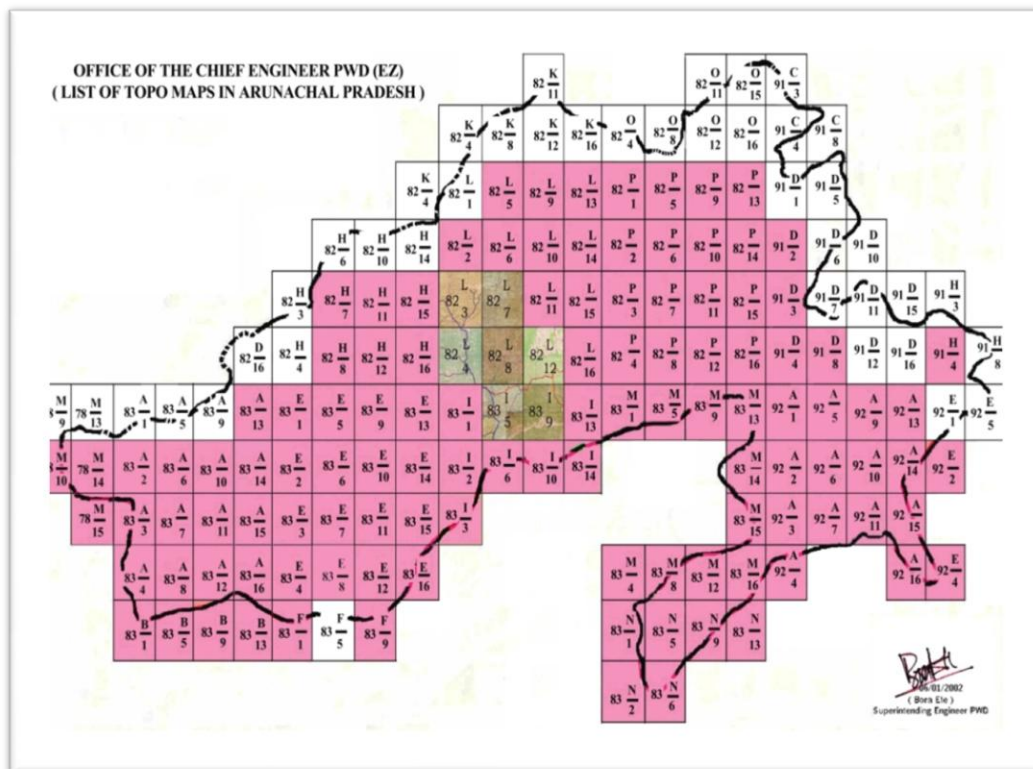 OFFICE OF THE CHIEF ENGINEER PWD (EZ)
( LIST OF TOPO MAPS IN ARUNACHAL PRADESH )
82 K/11 82 O/11 82 O/15 91 C/3
82 K/4 82 K/8 82 K/12 82 K/16 82 O/4 82 O/8 82 O/12 82 O/16 91 C/4 91 C/8
82 K/4 82 L/1 82 L/5 82 L/9 82 L/13 82 P/1 82 P/5 82 P/9 82 P/13 91 D/1 91 D/5
82 H/6 82 H/10 82 H/14 82 L/2 82 L/6 82 L/10 82 L/14 82 P/2 82 P/6 82 P/10 82 P/14 91 D/2 91 D/6 91 D/10
82 H/3 82 H/7 82 H/11 82 H/15 82 L/3 82 L/7 82 L/11 82 L/15 82 P/3 82 P/7 82 P/11 82 P/15 91 D/3 91 D/7 91 D/11 91 D/15 91 H/3
82 D/16 82 H/4 82 H/8 82 H/12 82 H/16 82 L/4 82 L/8 82 L/12 82 L/16 82 P/4 82 P/8 82 P/12 82 P/16 91 D/4 91 D/8 91 D/12 91 D/16 91 H/4 91 H/8
8 M/9 78 M/13 83 A/1 83 A/5 83 A/9 83 A/13 83 E/1 83 E/5 83 E/9 83 E/13 83 I/1 83 I/5 83 I/9 83 I/13 83 M/1 83 M/5 83 M/9 83 M/13 92 A/1 92 A/5 92 A/9 92 A/13 92 E/1 92 E/5
M/10 78 M/14 83 A/2 83 A/6 83 A/10 83 A/14 83 E/2 83 E/6 83 E/10 83 E/14 83 I/2 83 I/6 83 I/10 83 I/14 83 M/14 92 A/2 92 A/6 92 A/10 92 A/14 92 E/2
78 M/15 83 A/3 83 A/7 83 A/11 83 A/15 83 E/3 83 E/7 83 E/11 83 E/15 83 I/3 83 M/15 92 A/3 92 A/7 92 A/11 92 A/15
83 A/4 83 A/8 83 A/12 83 A/16 83 E/4 83 E/8 83 E/12 83 E/16 83 M/4 83 M/8 83 M/12 83 M/16 92 A/4 92 A/16 92 E/4
83 B/1 83 B/5 83 B/9 83 B/13 83 F/1 83 F/5 83 F/9 83 N/1 83 N/5 83 N/9 83 N/13
83 N/2 83 N/6
06/01/2002
( Bora Ete )
Superintending Engineer PWD